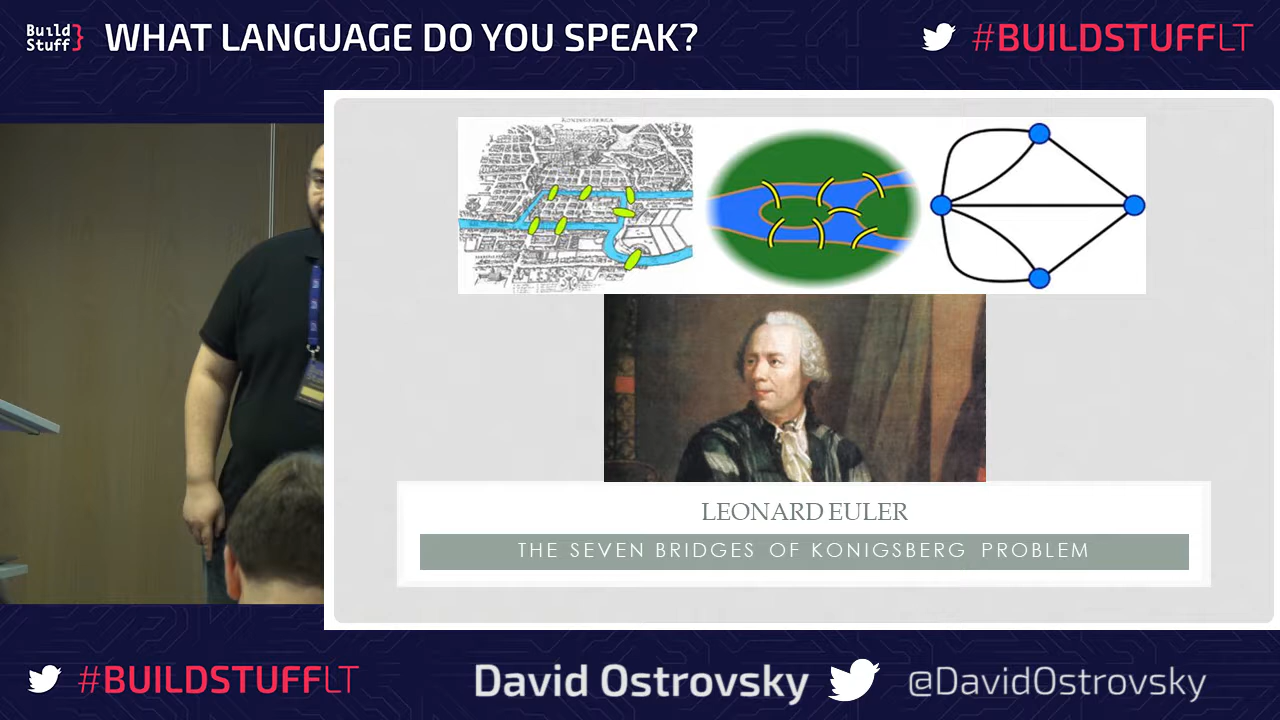 Build
Stuff}
WHAT LANGUAGE DO YOU SPEAK?
#BUILDSTUFFLT
KONINGSBERGA
LEONARD EULER
THE SEVEN BRIDGES OF KONIGSBERG PROBLEM
#BUILDSTUFFLT
David Ostrovsky
@DavidOstrovsky